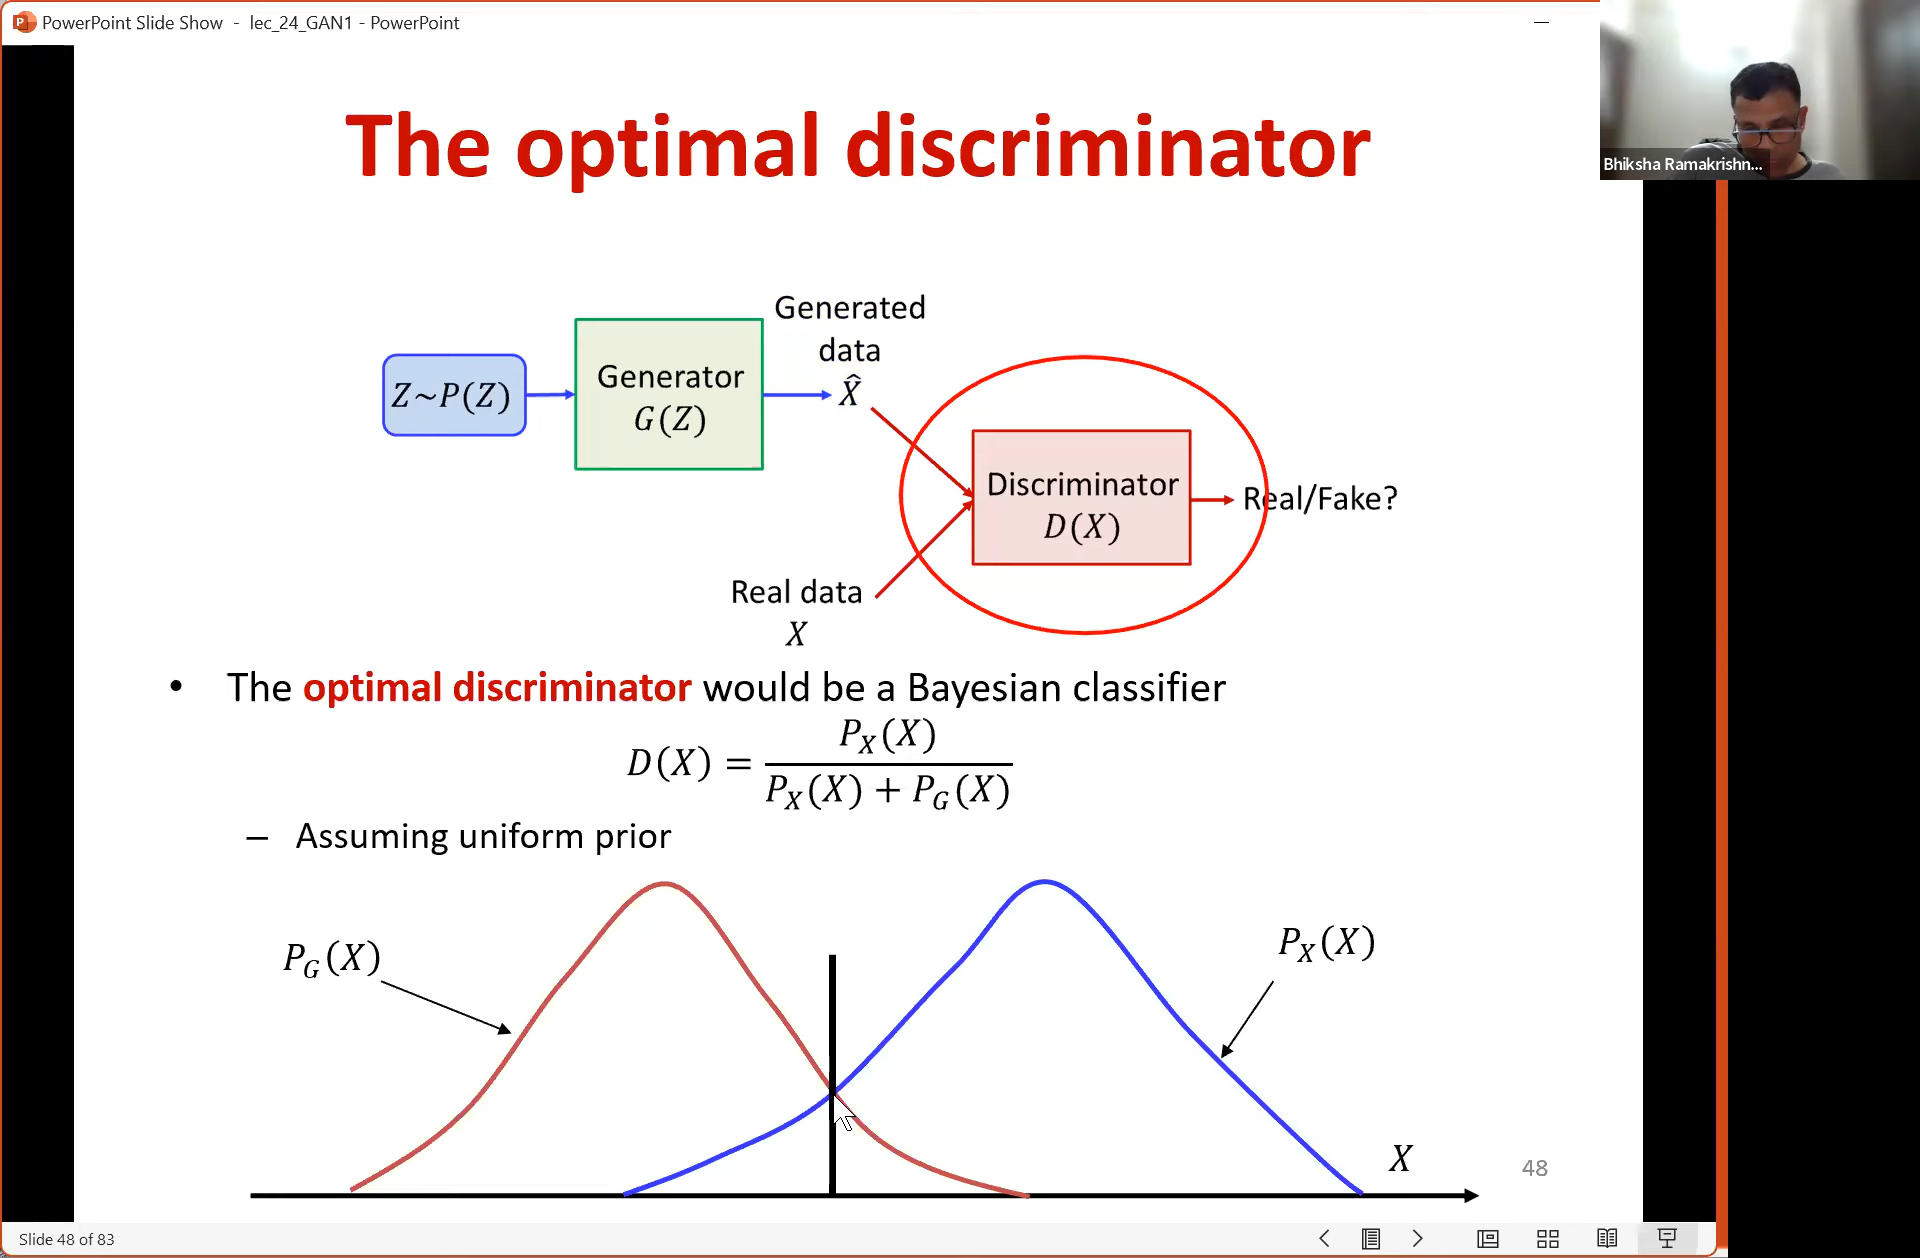 PowerPoint Slide Show - lec_24_GAN1 - PowerPoint
Bhiksha Ramakrishn...
The optimal discriminator
Generated
data
X̂
Z~P(Z)
Generator
G(Z)
Discriminator
D(X)
Real/Fake?
Real data
X
• The optimal discriminator would be a Bayesian classifier
D(X) = P_X(X) / (P_X(X) + P_G(X))
– Assuming uniform prior
P_G(X)
P_X(X)
X
48
Slide 48 of 83